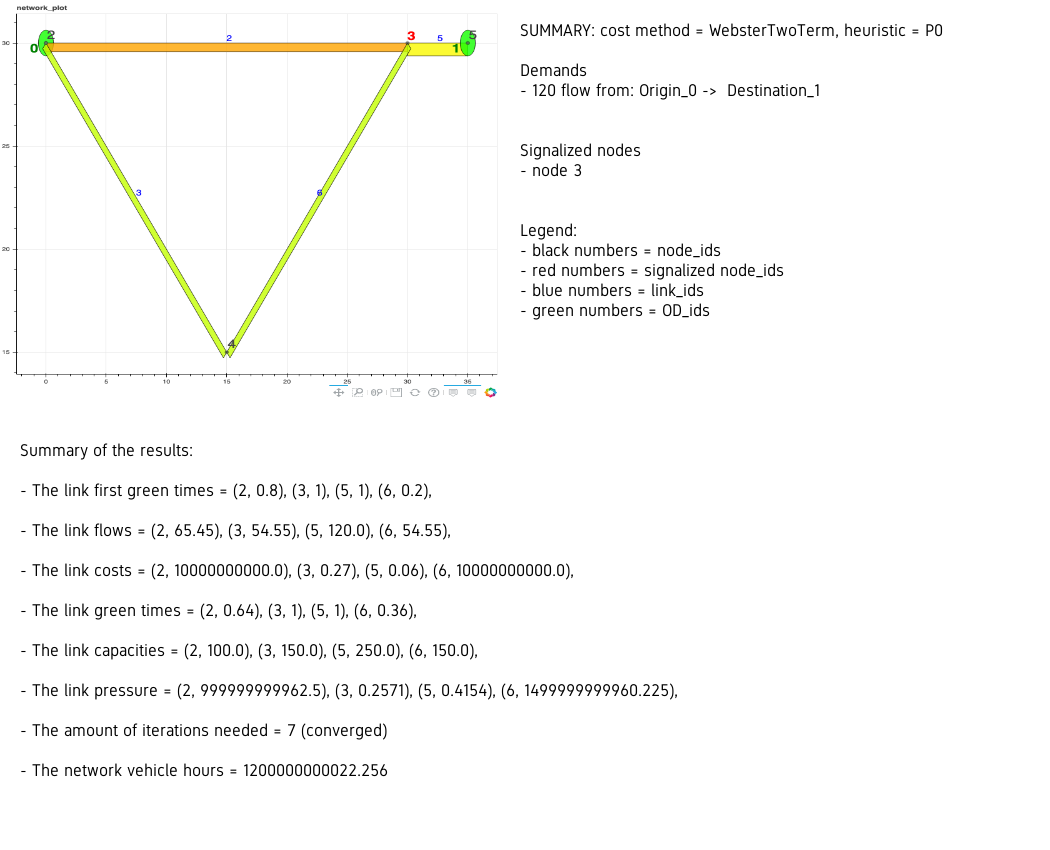 network_plot
2
0
2
3
5
5
1
3
6
4
30
25
20
15
0
5
10
15
20
25
30
35
SUMMARY: cost method = WebsterTwoTerm, heuristic = P0
Demands
- 120 flow from: Origin_0 -> Destination_1
Signalized nodes
- node 3
Legend:
- black numbers = node_ids
- red numbers = signalized node_ids
- blue numbers = link_ids
- green numbers = OD_ids
Summary of the results:
- The link first green times = (2, 0.8), (3, 1), (5, 1), (6, 0.2),
- The link flows = (2, 65.45), (3, 54.55), (5, 120.0), (6, 54.55),
- The link costs = (2, 10000000000.0), (3, 0.27), (5, 0.06), (6, 10000000000.0),
- The link green times = (2, 0.64), (3, 1), (5, 1), (6, 0.36),
- The link capacities = (2, 100.0), (3, 150.0), (5, 250.0), (6, 150.0),
- The link pressure = (2, 999999999962.5), (3, 0.2571), (5, 0.4154), (6, 1499999999960.225),
- The amount of iterations needed = 7 (converged)
- The network vehicle hours = 1200000000022.256